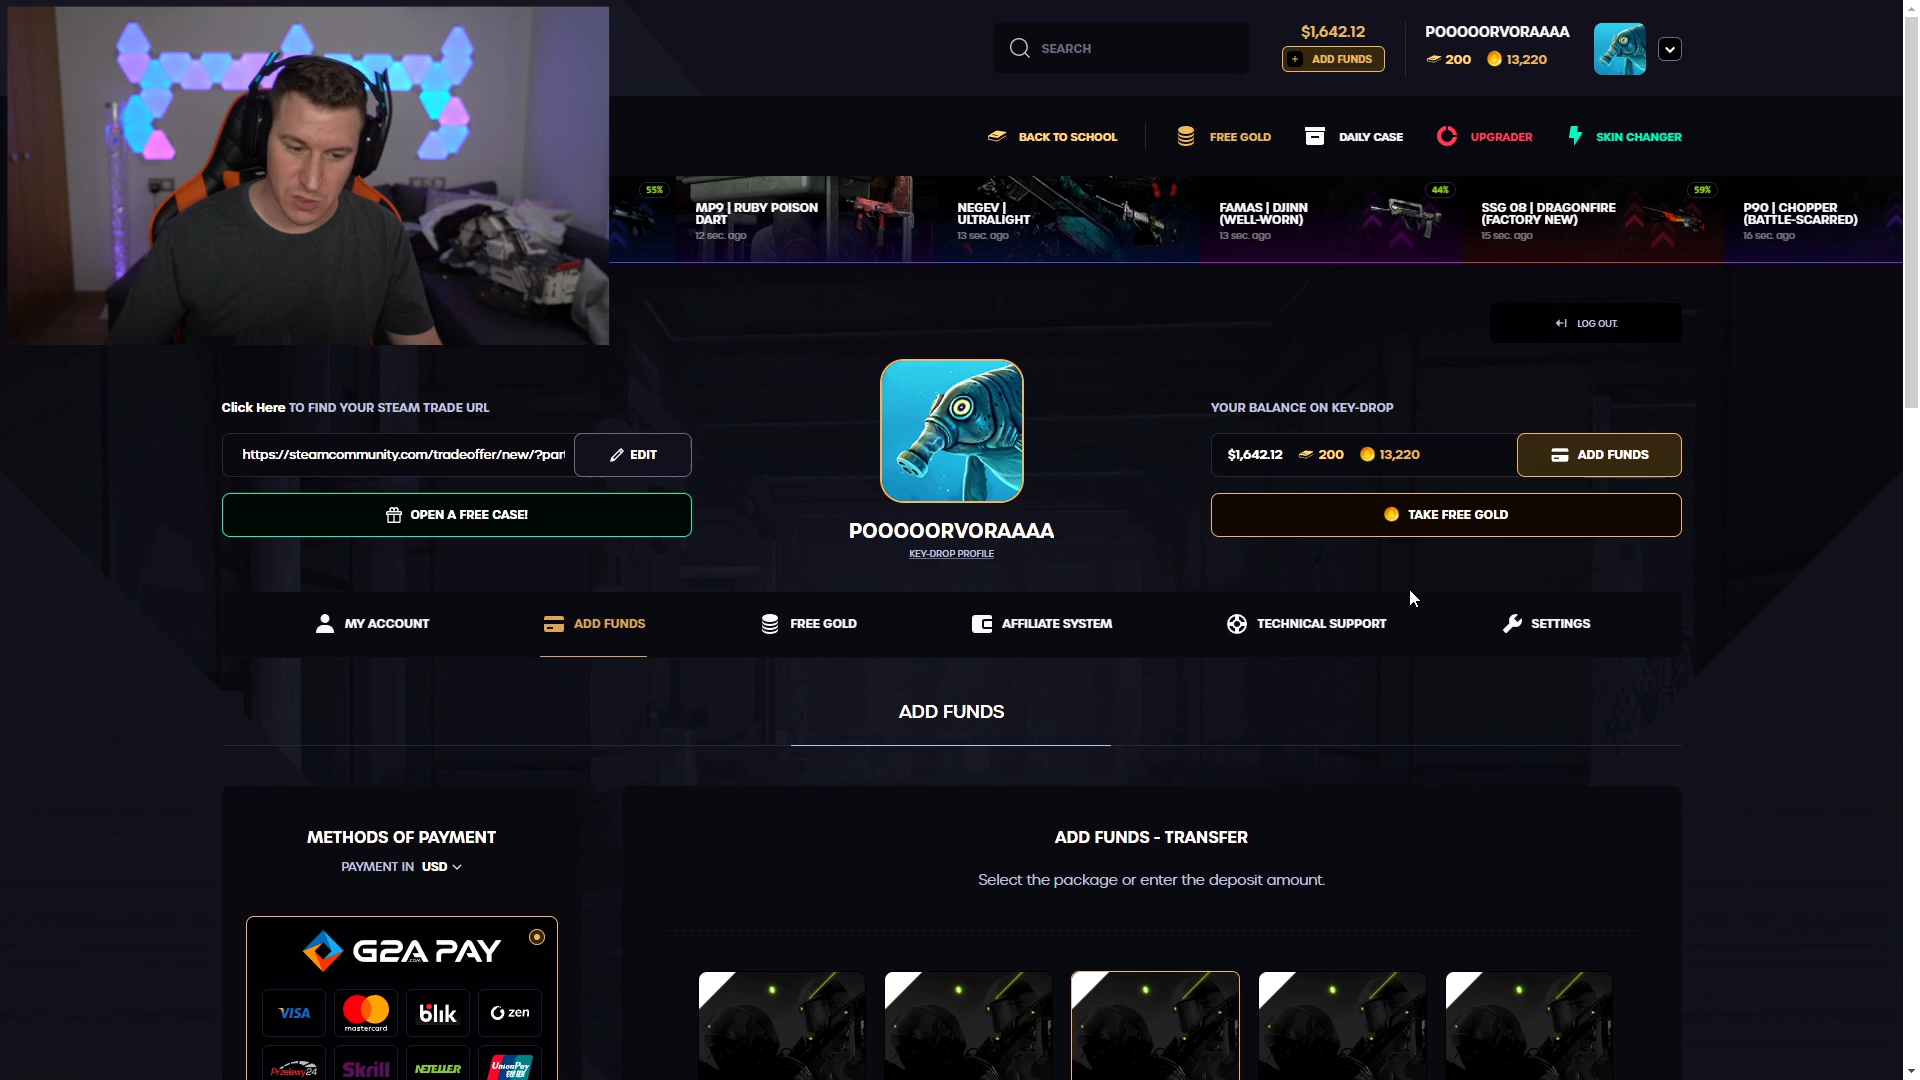 $1,642.12
POOOOORVORAAAA
SEARCH
+ ADD FUNDS
200 13,220
BACK TO SCHOOL FREE GOLD DAILY CASE UPGRADER SKIN CHANGER
55%
MP9 | RUBY POISON
DART
12 sec. ago
NEGEV |
ULTRALIGHT
13 sec. ago
44%
FAMAS | DJINN
(WELL-WORN)
13 sec. ago
59%
SSG 08 | DRAGONFIRE
(FACTORY NEW)
15 sec. ago
P90 | CHOPPER
(BATTLE-SCARRED)
16 sec. ago
LOG OUT.
Click Here TO FIND YOUR STEAM TRADE URL
https://steamcommunity.com/tradeoffer/new/?part
EDIT
OPEN A FREE CASE!
POOOOORVORAAAA
KEY-DROP PROFILE
YOUR BALANCE ON KEY-DROP
$1,642.12 200 13,220
ADD FUNDS
TAKE FREE GOLD
MY ACCOUNT ADD FUNDS FREE GOLD AFFILIATE SYSTEM TECHNICAL SUPPORT SETTINGS
ADD FUNDS
METHODS OF PAYMENT
PAYMENT IN USD
G2A.COM PAY
VISA mastercard. blik zen
Przelewy24 Skrill NETELLER UnionPay 银联
ADD FUNDS - TRANSFER
Select the package or enter the deposit amount.